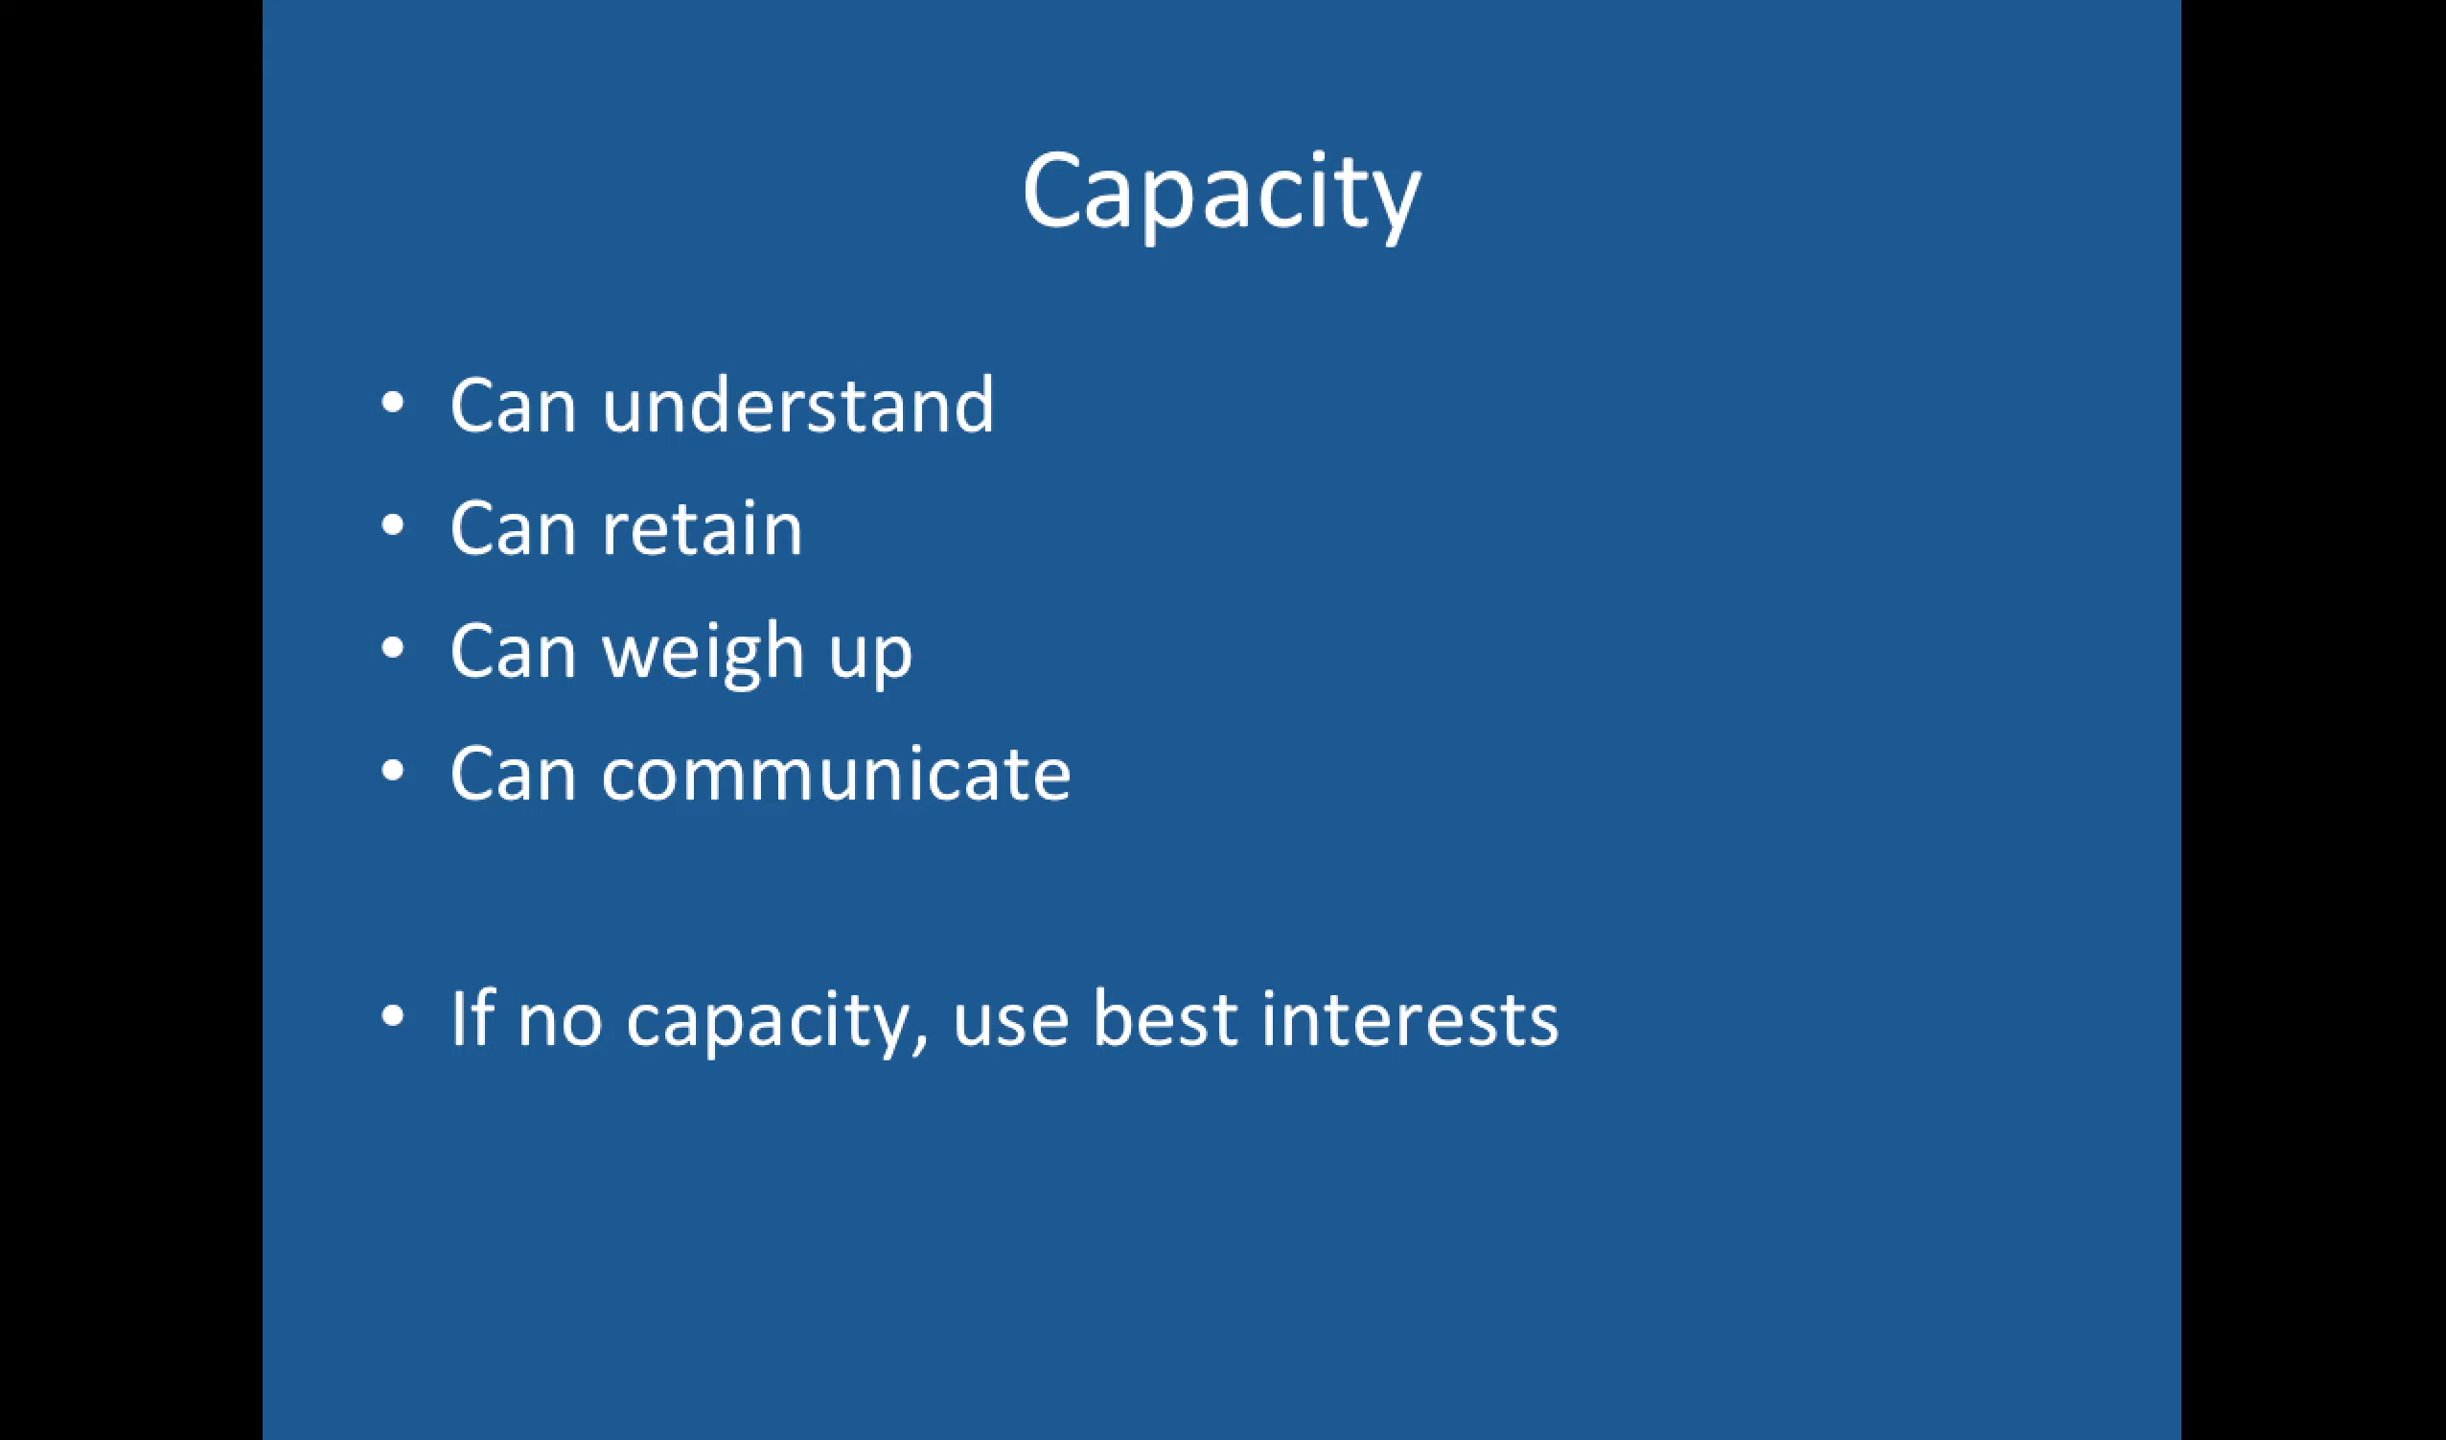 Capacity
• Can understand
• Can retain
• Can weigh up
• Can communicate
• If no capacity, use best interests